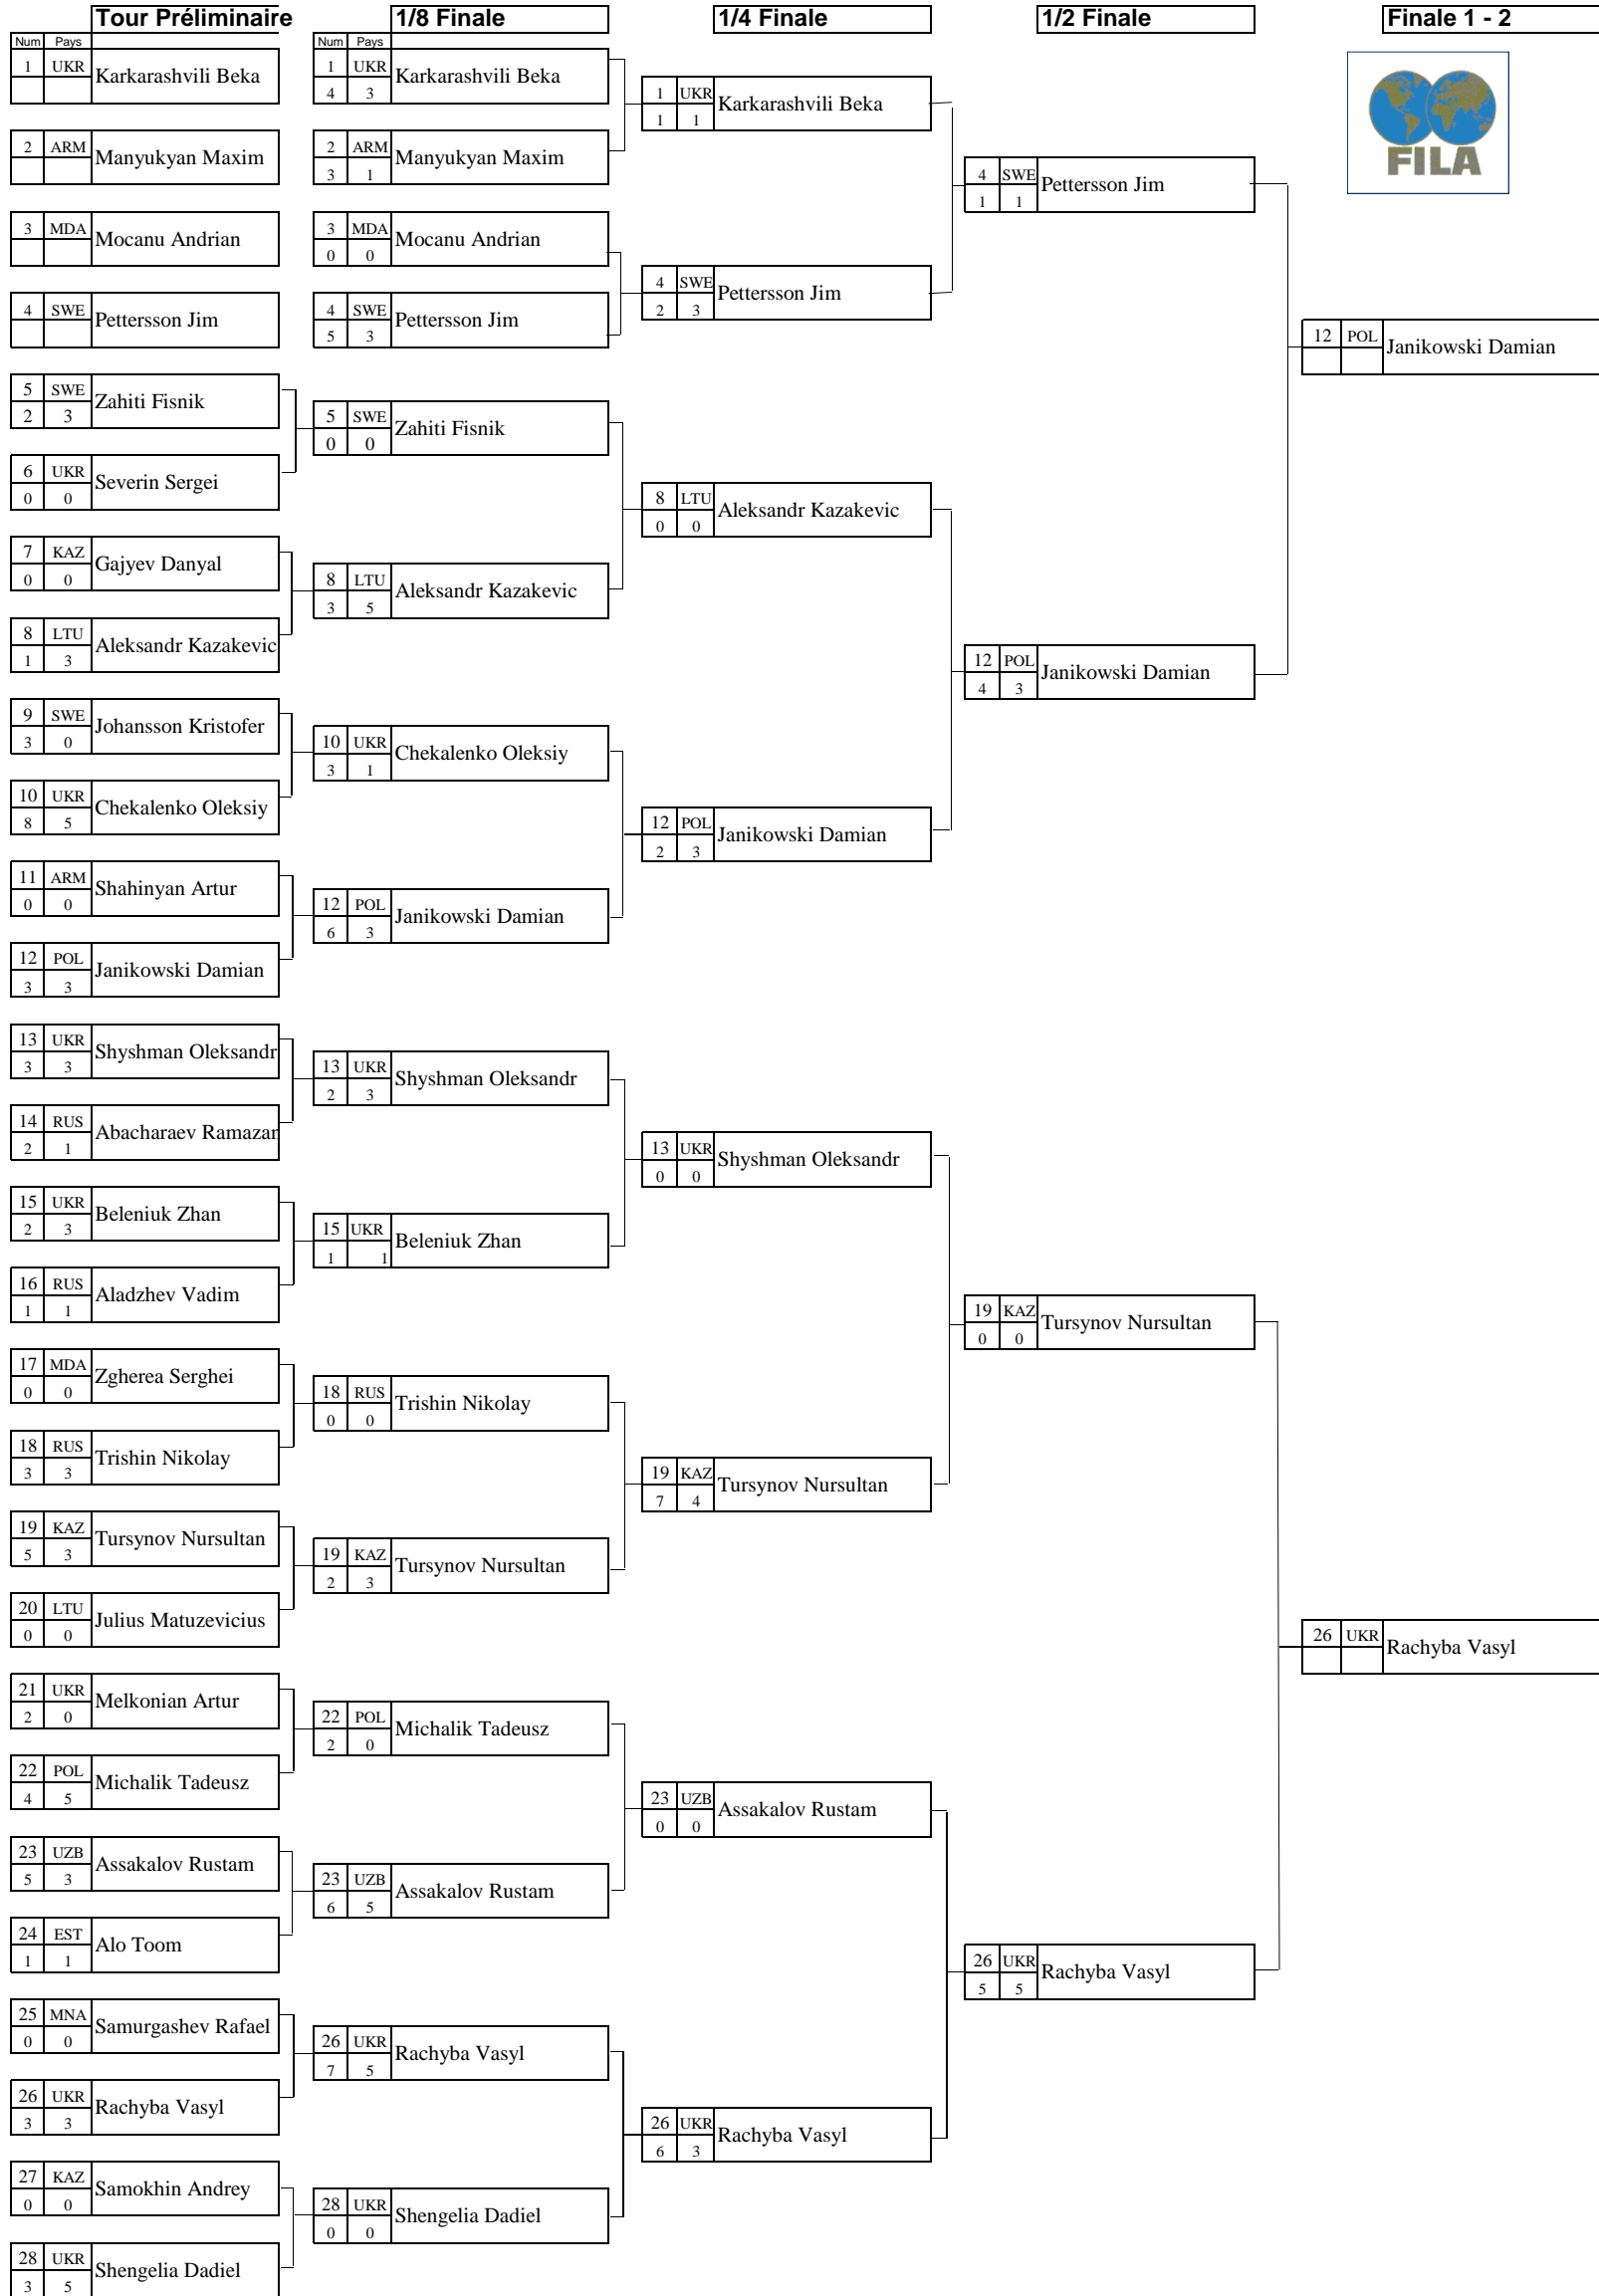 Tour Préliminaire 1/8 Finale 1/4 Finale 1/2 Finale Finale 1 - 2
Num Pays Num Pays
1 UKR Karkarashvili Beka
2 ARM Manyukyan Maxim
3 MDA Mocanu Andrian
4 SWE Pettersson Jim
5 SWE Zahiti Fisnik
2 3
6 UKR Severin Sergei
0 0
7 KAZ Gajyev Danyal
0 0
8 LTU Aleksandr Kazakevic
1 3
9 SWE Johansson Kristofer
3 0
10 UKR Chekalenko Oleksiy
8 5
11 ARM Shahinyan Artur
0 0
12 POL Janikowski Damian
3 3
13 UKR Shyshman Oleksandr
3 3
14 RUS Abacharaev Ramazan
2 1
15 UKR Beleniuk Zhan
2 3
16 RUS Aladzhev Vadim
1 1
17 MDA Zgherea Serghei
0 0
18 RUS Trishin Nikolay
3 3
19 KAZ Tursynov Nursultan
5 3
20 LTU Julius Matuzevicius
0 0
21 UKR Melkonian Artur
2 0
22 POL Michalik Tadeusz
4 5
23 UZB Assakalov Rustam
5 3
24 EST Alo Toom
1 1
25 MNA Samurgashev Rafael
0 0
26 UKR Rachyba Vasyl
3 3
27 KAZ Samokhin Andrey
0 0
28 UKR Shengelia Dadiel
3 5
1 UKR Karkarashvili Beka
4 3
2 ARM Manyukyan Maxim
3 1
3 MDA Mocanu Andrian
0 0
4 SWE Pettersson Jim
5 3
5 SWE Zahiti Fisnik
0 0
8 LTU Aleksandr Kazakevic
3 5
10 UKR Chekalenko Oleksiy
3 1
12 POL Janikowski Damian
6 3
13 UKR Shyshman Oleksandr
2 3
15 UKR Beleniuk Zhan
1 1
18 RUS Trishin Nikolay
0 0
19 KAZ Tursynov Nursultan
2 3
22 POL Michalik Tadeusz
2 0
23 UZB Assakalov Rustam
6 5
26 UKR Rachyba Vasyl
7 5
28 UKR Shengelia Dadiel
0 0
1 UKR Karkarashvili Beka
1 1
4 SWE Pettersson Jim
2 3
8 LTU Aleksandr Kazakevic
0 0
12 POL Janikowski Damian
2 3
13 UKR Shyshman Oleksandr
0 0
19 KAZ Tursynov Nursultan
7 4
23 UZB Assakalov Rustam
0 0
26 UKR Rachyba Vasyl
6 3
4 SWE Pettersson Jim
1 1
12 POL Janikowski Damian
4 3
19 KAZ Tursynov Nursultan
0 0
26 UKR Rachyba Vasyl
5 5
FILA
12 POL Janikowski Damian
26 UKR Rachyba Vasyl